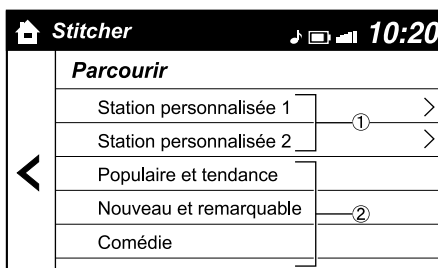 Stitcher 10:20
Parcourir
Station personnalisée 1
①
Station personnalisée 2
Populaire et tendance
Nouveau et remarquable ②
Comédie